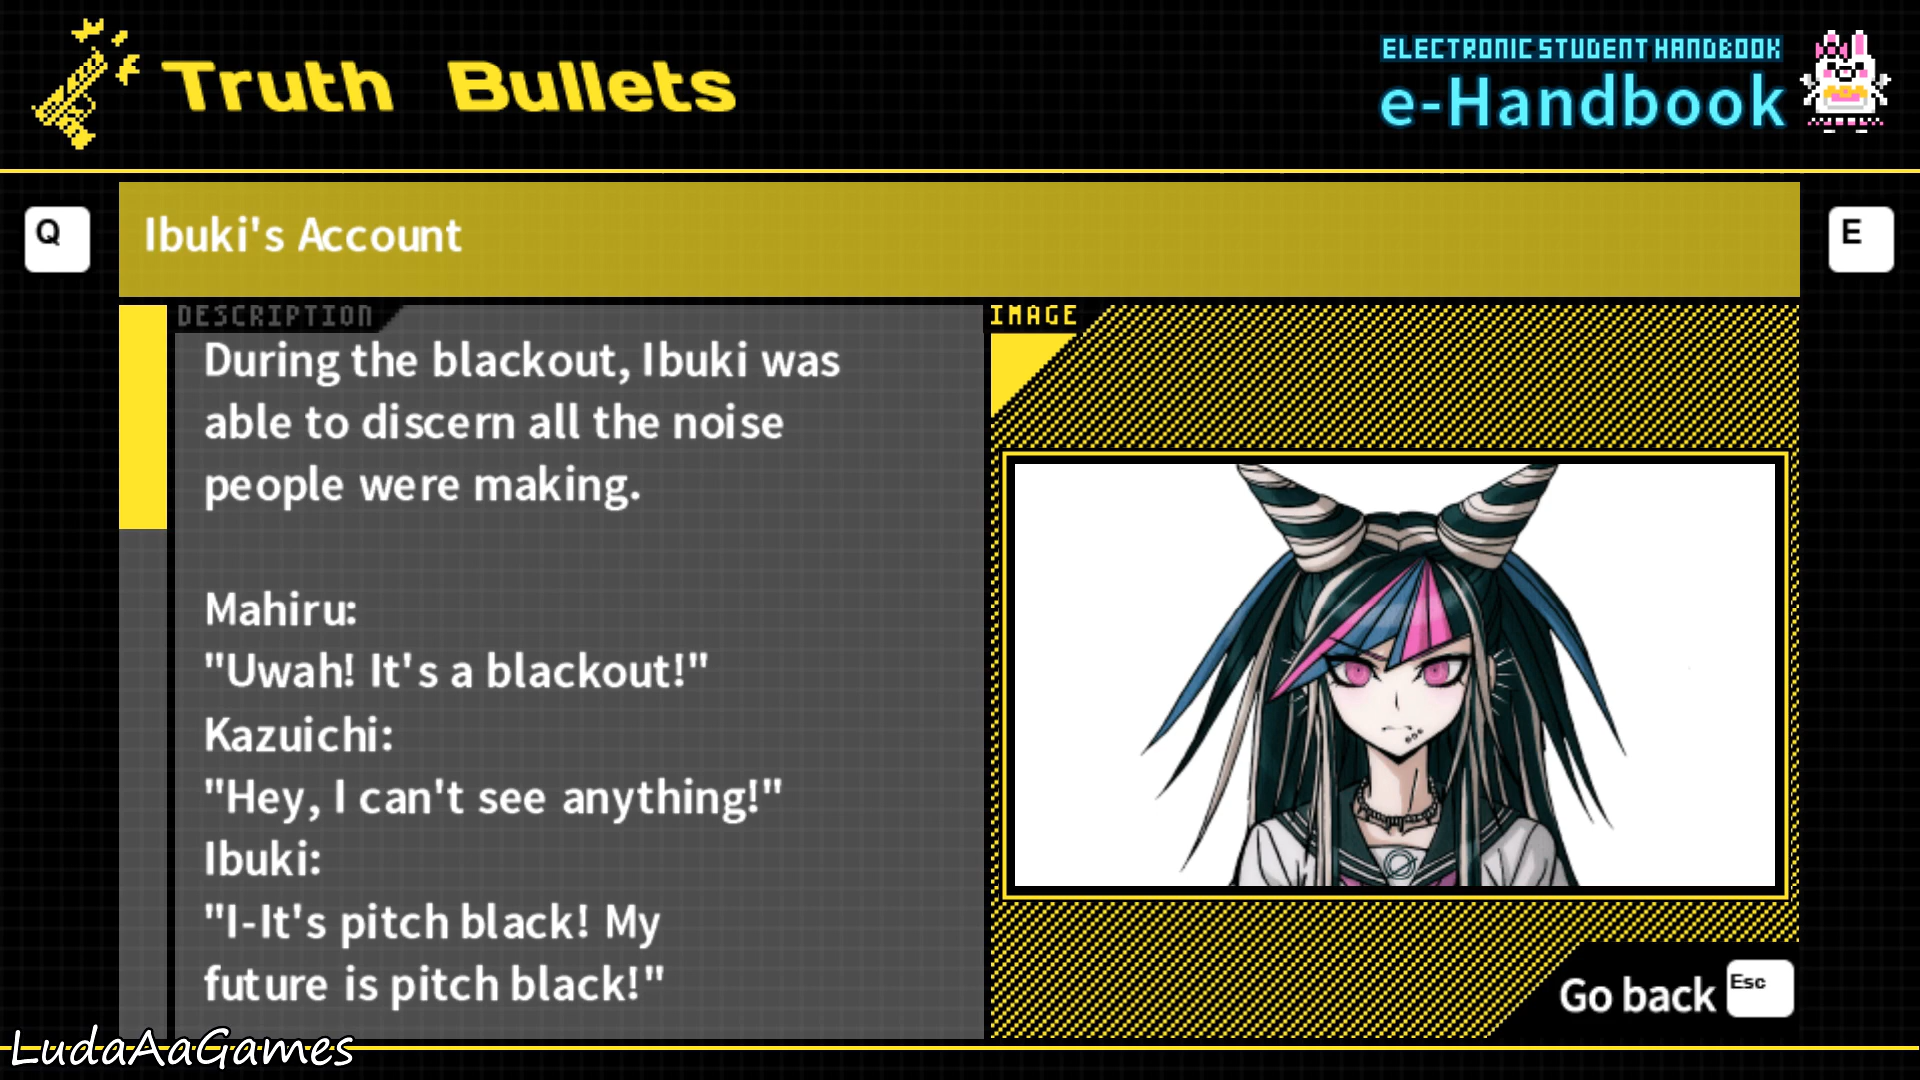 Truth Bullets
ELECTRONIC STUDENT HANDBOOK
e-Handbook
Q
Ibuki's Account
E
DESCRIPTION
During the blackout, Ibuki was
able to discern all the noise
people were making.
Mahiru:
"Uwah! It's a blackout!"
Kazuichi:
"Hey, I can't see anything!"
Ibuki:
"I-It's pitch black! My
future is pitch black!"
IMAGE
Go back Esc
LudaAaGames